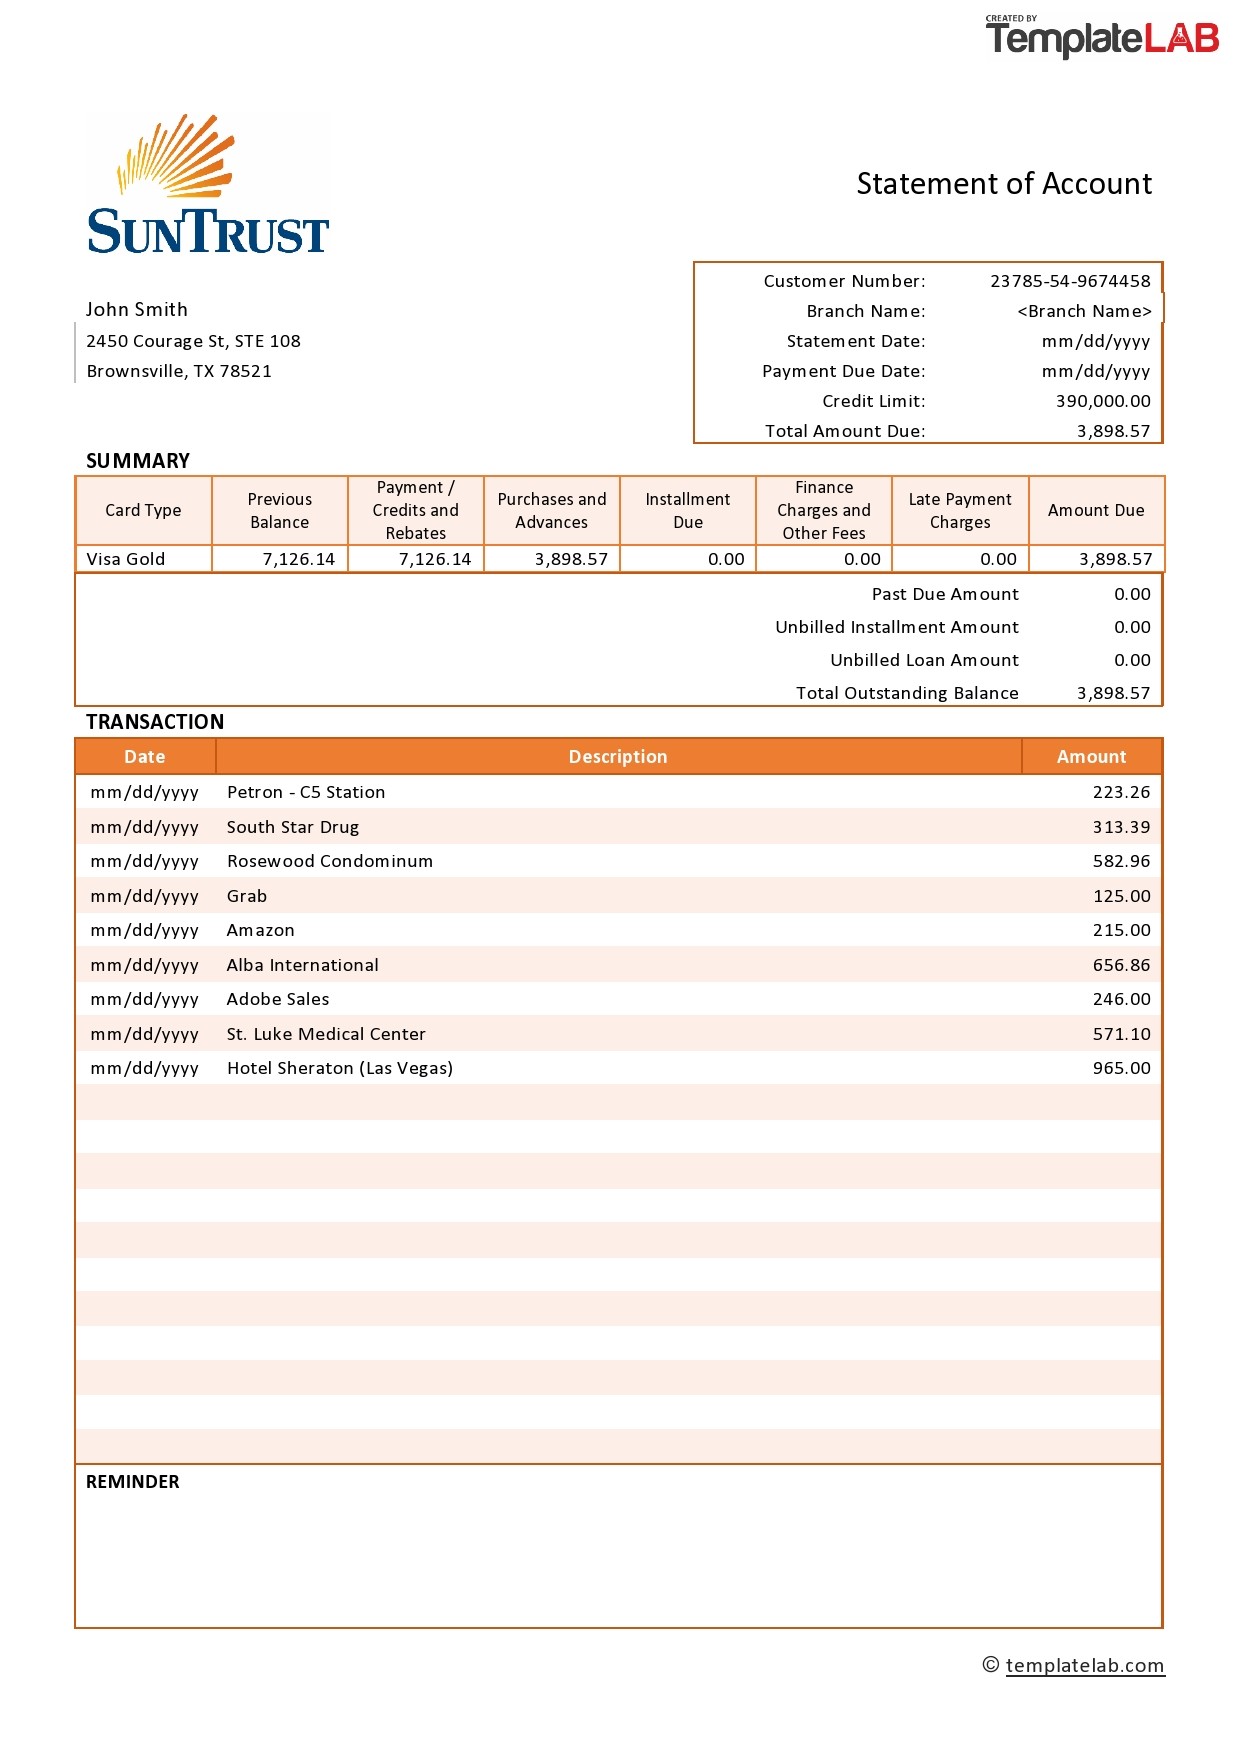 CREATED BY
TemplateLAB
SUNTRUST
Statement of Account
John Smith
2450 Courage St, STE 108
Brownsville, TX 78521
Customer Number: 23785-54-9674458
Branch Name: <Branch Name>
Statement Date: mm/dd/yyyy
Payment Due Date: mm/dd/yyyy
Credit Limit: 390,000.00
Total Amount Due: 3,898.57
SUMMARY
Card Type
Previous
Balance
Payment /
Credits and
Rebates
Purchases and
Advances
Installment
Due
Finance
Charges and
Other Fees
Late Payment
Charges
Amount Due
Visa Gold 7,126.14 7,126.14 3,898.57 0.00 0.00 0.00 3,898.57
Past Due Amount 0.00
Unbilled Installment Amount 0.00
Unbilled Loan Amount 0.00
Total Outstanding Balance 3,898.57
TRANSACTION
Date Description Amount
mm/dd/yyyy Petron - C5 Station 223.26
mm/dd/yyyy South Star Drug 313.39
mm/dd/yyyy Rosewood Condominum 582.96
mm/dd/yyyy Grab 125.00
mm/dd/yyyy Amazon 215.00
mm/dd/yyyy Alba International 656.86
mm/dd/yyyy Adobe Sales 246.00
mm/dd/yyyy St. Luke Medical Center 571.10
mm/dd/yyyy Hotel Sheraton (Las Vegas) 965.00
REMINDER
© templatelab.com